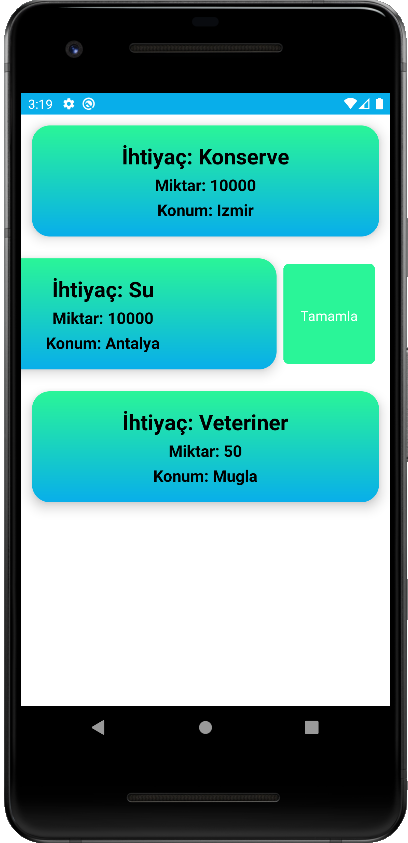 3:19
İhtiyaç: Konserve
Miktar: 10000
Konum: Izmir
İhtiyaç: Su
Miktar: 10000
Konum: Antalya
Tamamla
İhtiyaç: Veteriner
Miktar: 50
Konum: Mugla